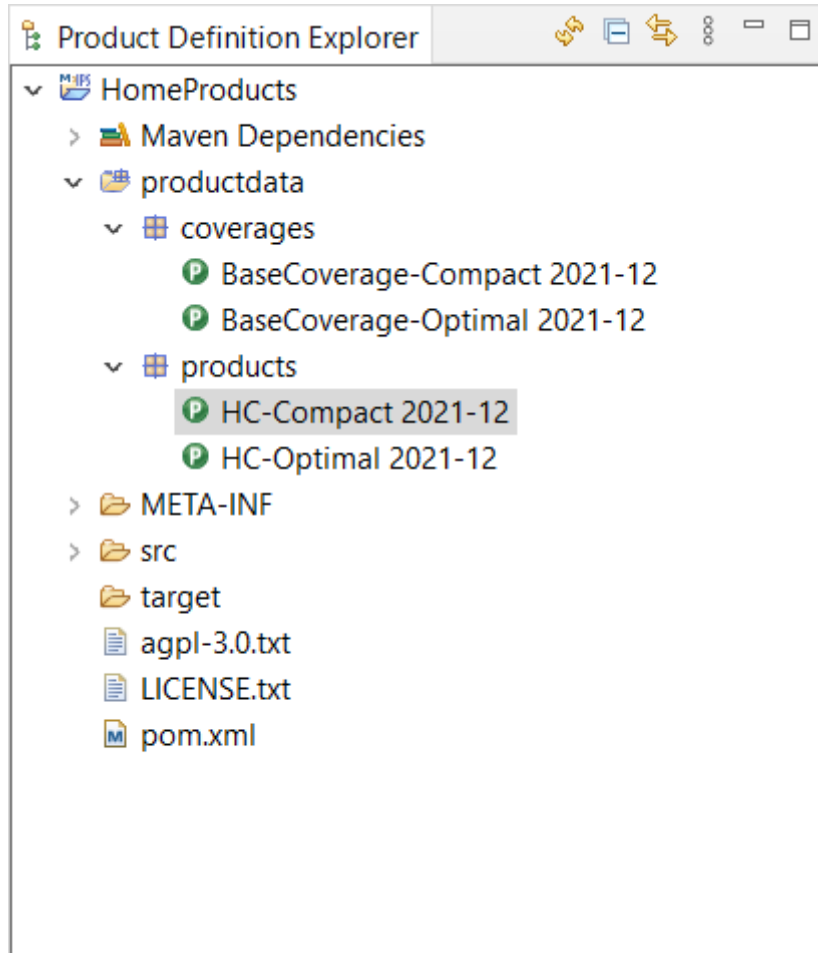 Product Definition Explorer
HomeProducts
Maven Dependencies
productdata
coverages
BaseCoverage-Compact 2021-12
BaseCoverage-Optimal 2021-12
products
HC-Compact 2021-12
HC-Optimal 2021-12
META-INF
src
target
agpl-3.0.txt
LICENSE.txt
pom.xml